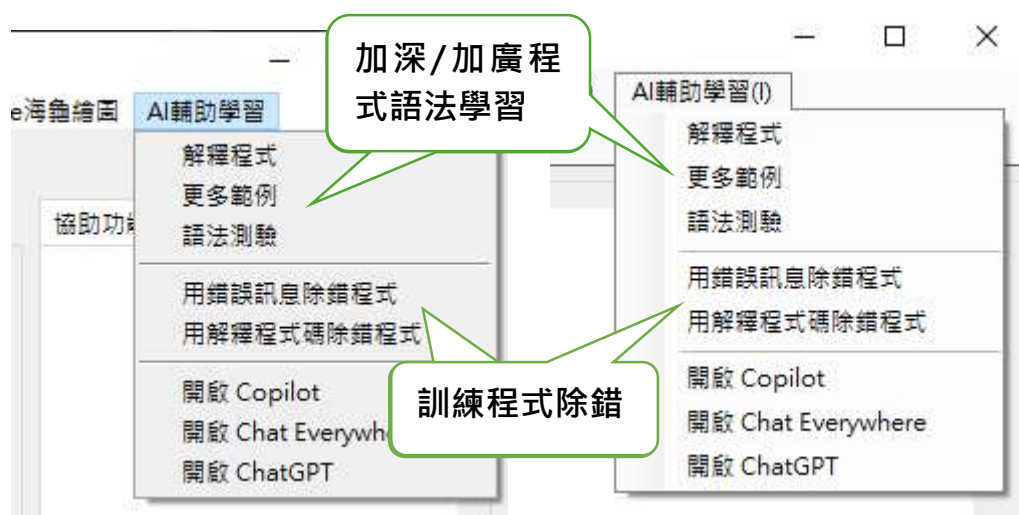 加深/加廣程
式語法學習
e海龜繪圖
AI輔助學習
解釋程式
更多範例
語法測驗
用錯誤訊息除錯程式
用解釋程式碼除錯程式
開啟 Copilot
開啟 Chat Everywh
開啟 ChatGPT
協助功
訓練程式除錯
AI輔助學習(I)
解釋程式
更多範例
語法測驗
用錯誤訊息除錯程式
用解釋程式碼除錯程式
開啟 Copilot
開啟 Chat Everywhere
開啟 ChatGPT